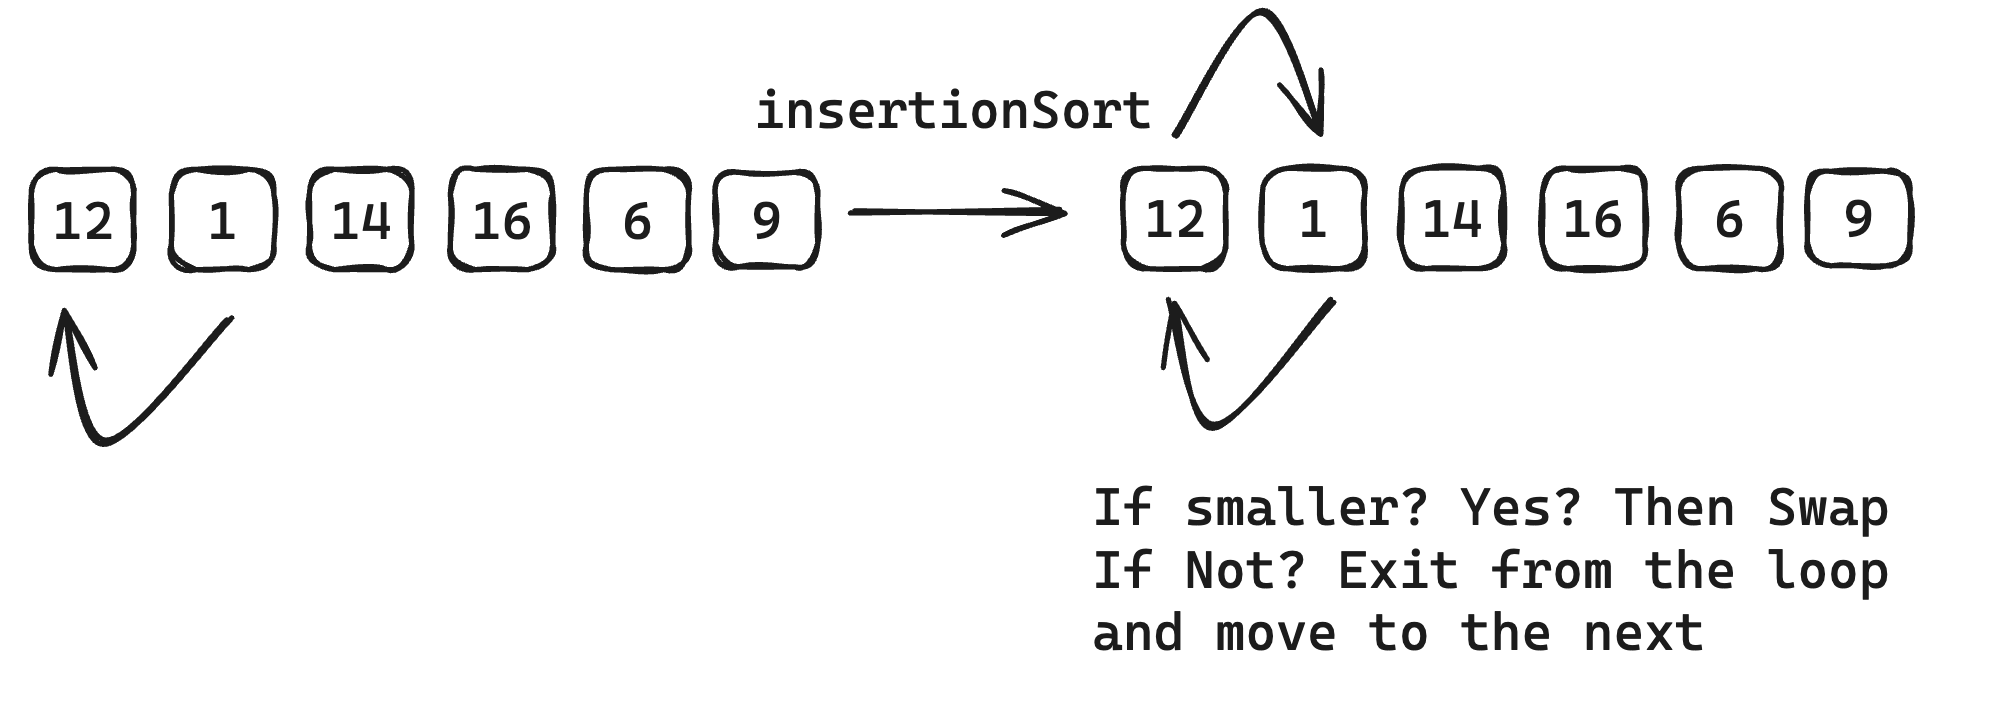 insertionSort
12 1 14 16 6 9
12 1 14 16 6 9
If smaller? Yes? Then Swap
If Not? Exit from the loop
and move to the next